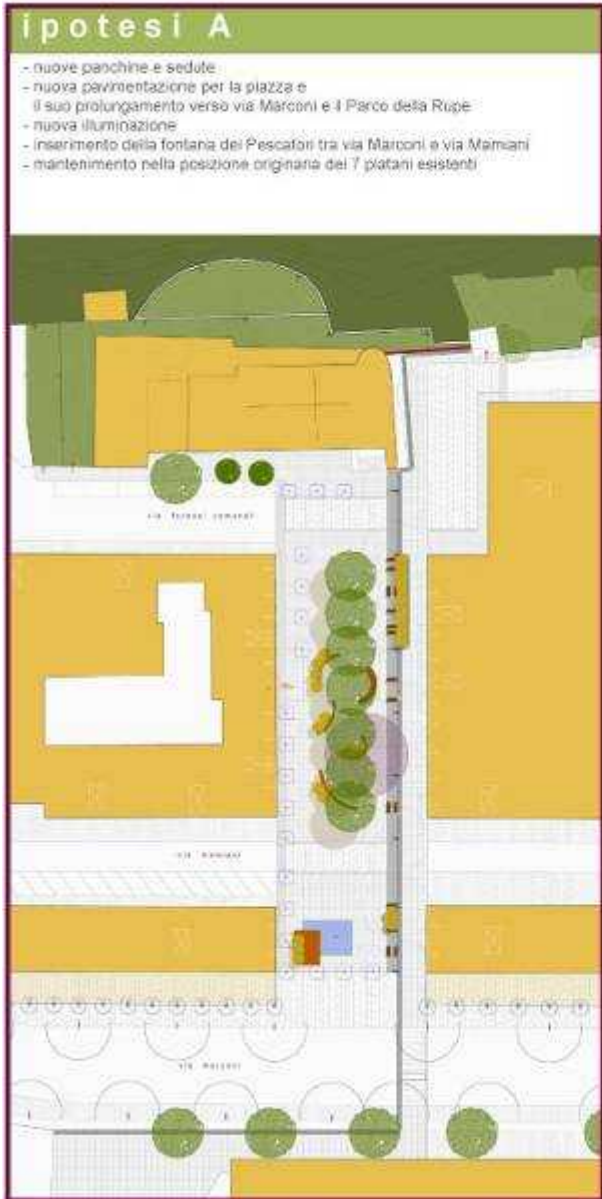 ipotesi A
- nuove panchine e sedute
- nuova pavimentazione per la piazza e
il suo prolungamento verso via Marconi e il Parco della Rupe
- nuova illuminazione
- inserimento della fontana dei Pescatori tra via Marconi e via Mamiani
- mantenimento nella posizione originaria dei 7 platani esistenti
via
via mamiani
via marconi